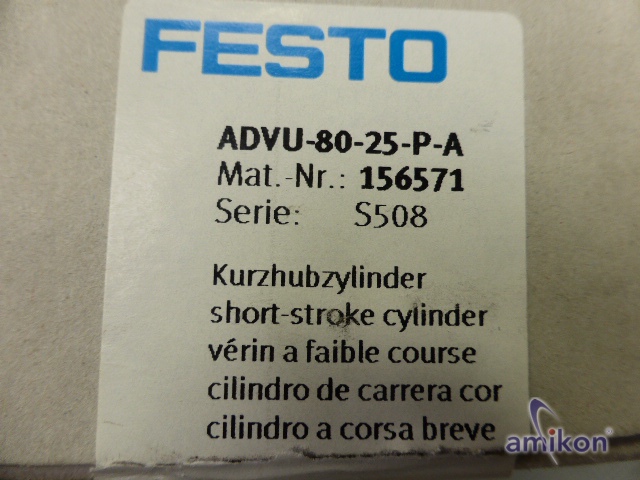 FESTO
ADVU-80-25-P-A
Mat.-Nr.: 156571
Serie: S508
Kurzhubzylinder
short-stroke cylinder
vérin a faible course
cilindro de carrera cor
cilindro a corsa breve
amikon